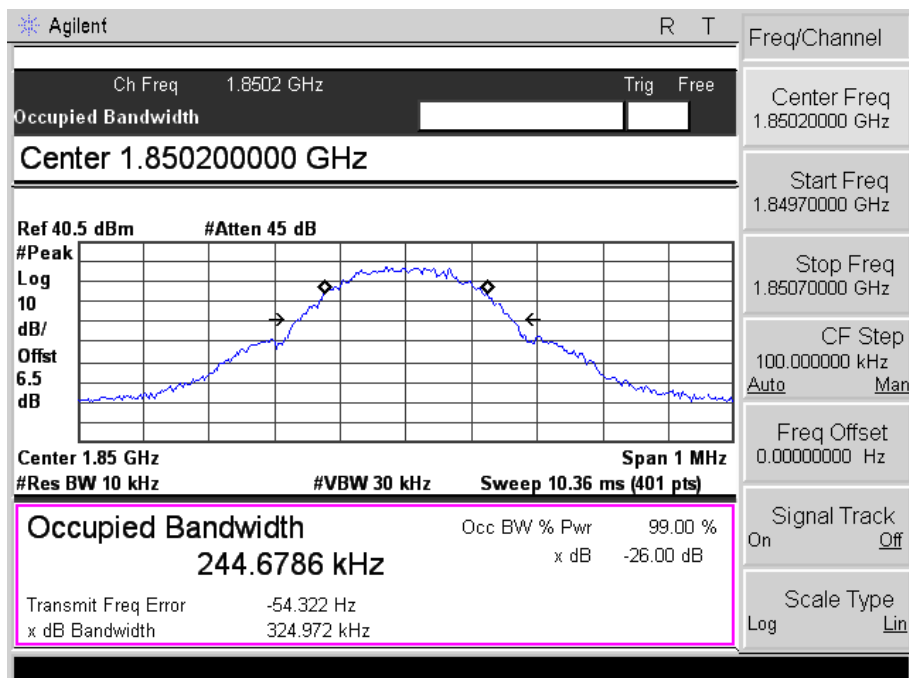 Agilent R T
Ch Freq 1.8502 GHz Trig Free
Occupied Bandwidth
Center 1.850200000 GHz
Ref 40.5 dBm #Atten 45 dB
#Peak
Log
10
dB/
Offst
6.5
dB
Center 1.85 GHz Span 1 MHz
#Res BW 10 kHz #VBW 30 kHz Sweep 10.36 ms (401 pts)
Occupied Bandwidth
244.6786 kHz
Occ BW % Pwr 99.00 %
x dB -26.00 dB
Transmit Freq Error -54.322 Hz
x dB Bandwidth 324.972 kHz
Freq/Channel
Center Freq
1.85020000 GHz
Start Freq
1.84970000 GHz
Stop Freq
1.85070000 GHz
CF Step
100.000000 kHz
Auto Man
Freq Offset
0.00000000 Hz
Signal Track
On Off
Scale Type
Log Lin